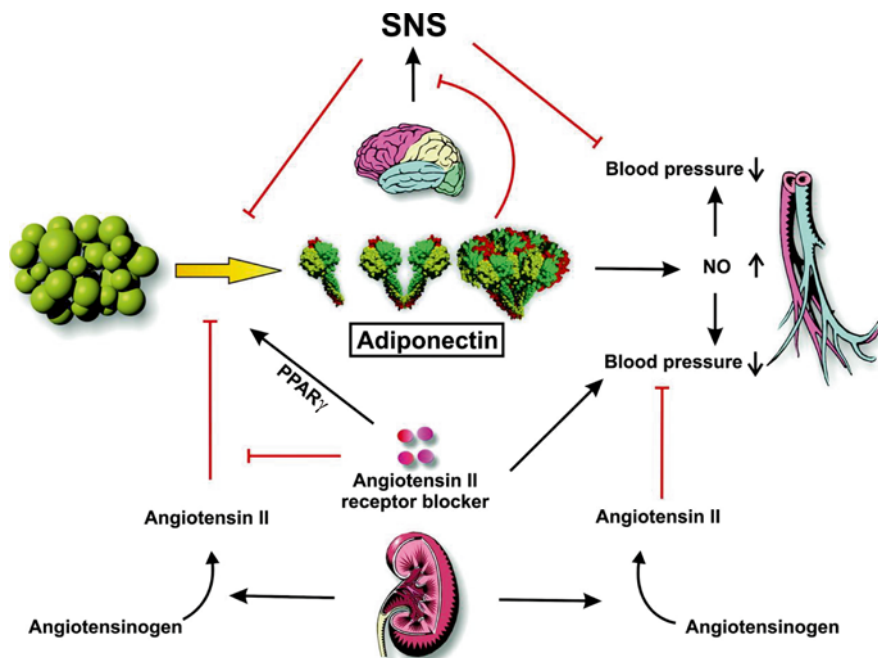 SNS
Blood pressure ↓
NO ↑
Adiponectin
Blood pressure ↓
PPARγ
Angiotensin II
receptor blocker
Angiotensin II
Angiotensin II
Angiotensinogen
Angiotensinogen